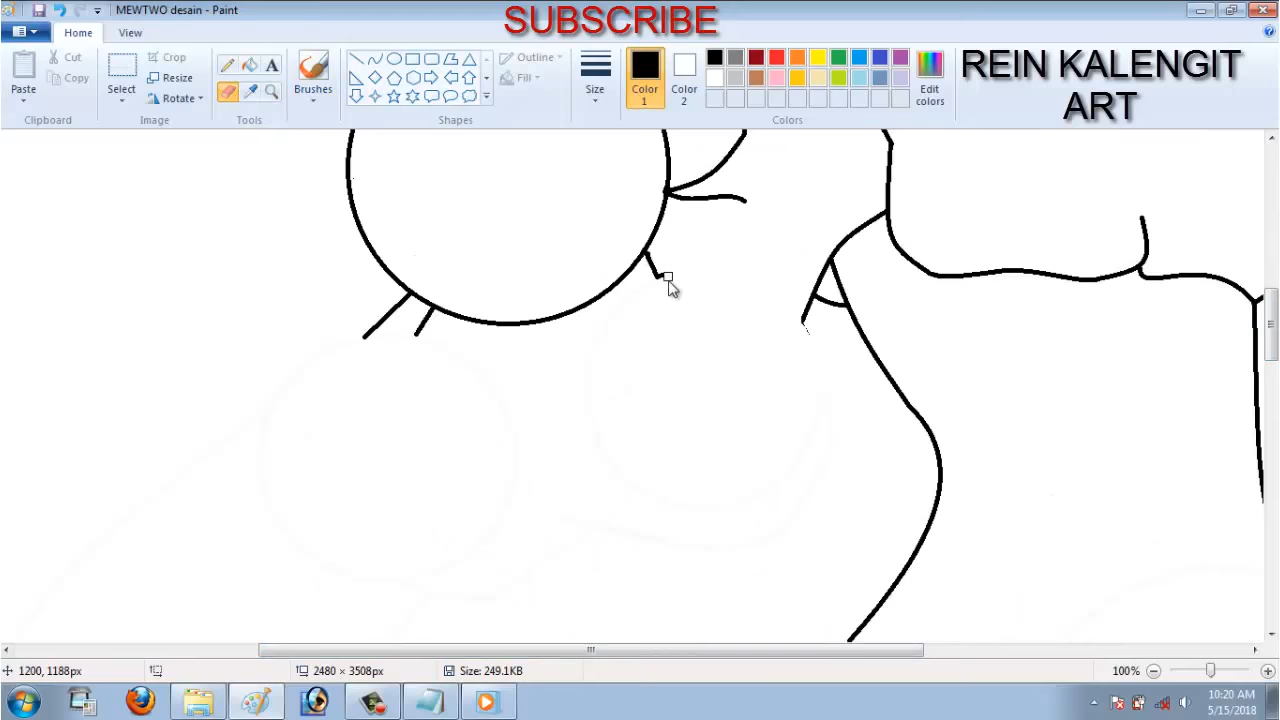 MEWTWO desain - Paint
SUBSCRIBE
Home
View
REIN KALENGIT
ART
Paste
Cut
Copy
Clipboard
Select
Crop
Resize
Rotate
Image
A
Tools
Brushes
Outline
Fill
Shapes
Size
Color
1
Color
2
Edit
colors
Colors
1200, 1188px
2480 × 3508px
Size: 249.1KB
100%
10:20 AM
5/15/2018